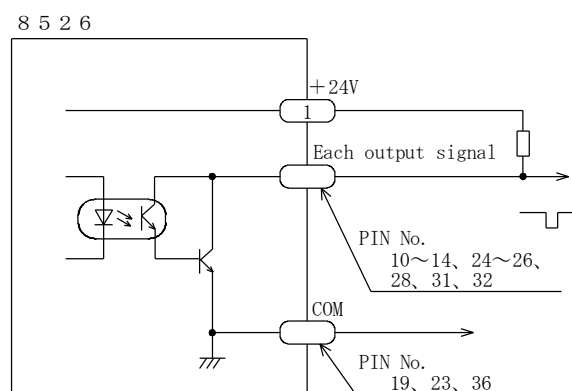 8526
＋24V
1
Each output signal
PIN No.
10～14、24～26、
28、31、32
COM
PIN No.
19、23、36